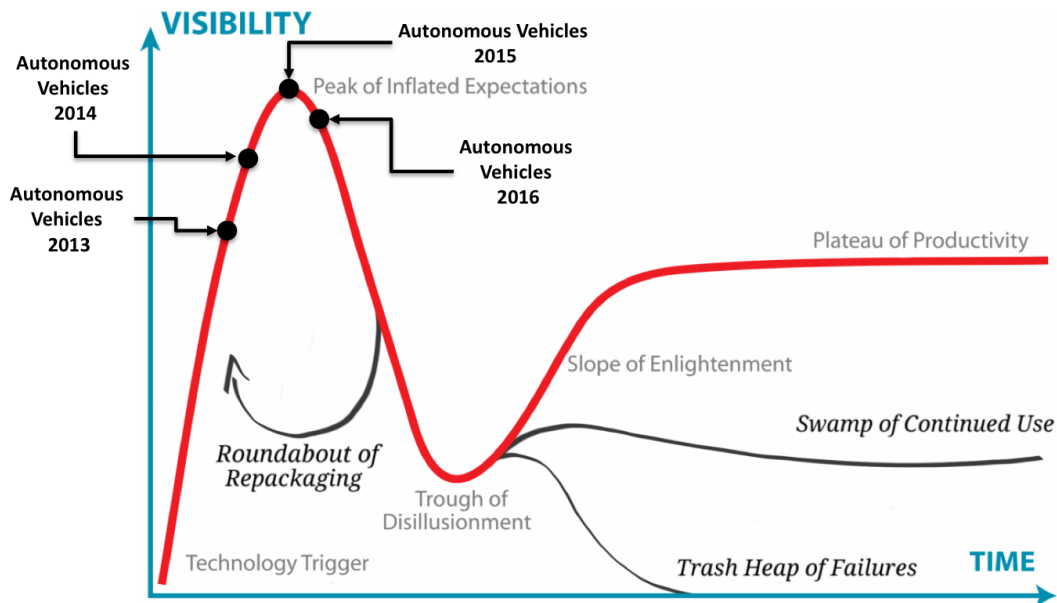 VISIBILITY
Autonomous Vehicles
2015
Autonomous
Vehicles
2014
Peak of Inflated Expectations
Autonomous
Vehicles
2016
Autonomous
Vehicles
2013
Plateau of Productivity
Slope of Enlightenment
Swamp of Continued Use
Roundabout of
Repackaging
Trough of
Disillusionment
Technology Trigger
Trash Heap of Failures
TIME